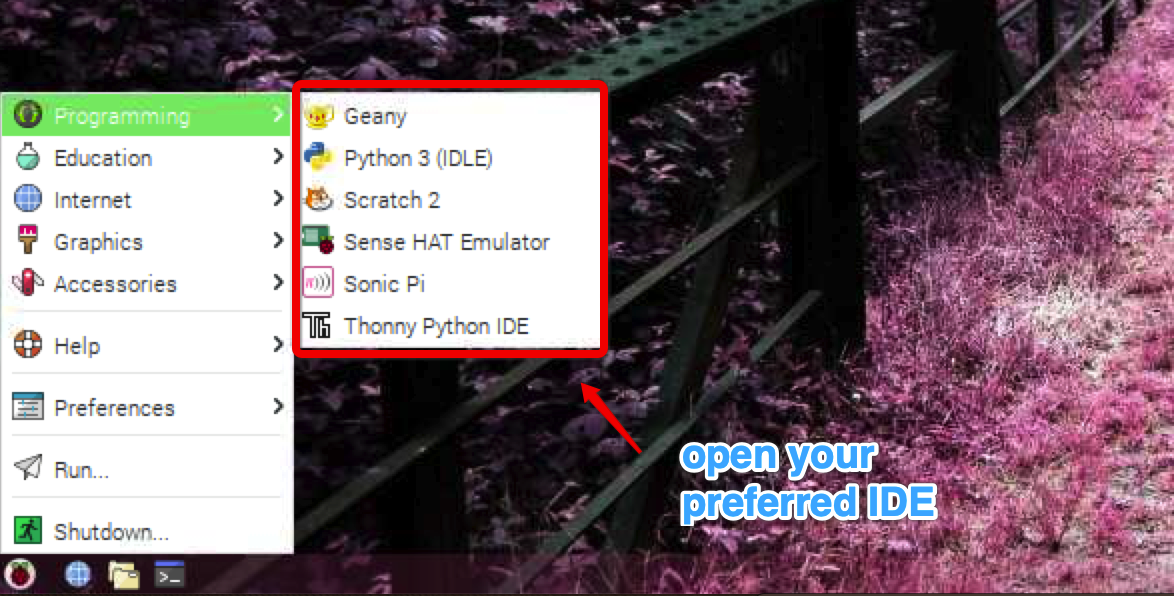 Programming
Education
Internet
Graphics
Accessories
Help
Preferences
Run...
Shutdown...
Geany
Python 3 (IDLE)
Scratch 2
Sense HAT Emulator
Sonic Pi
Thonny Python IDE
open your
preferred IDE